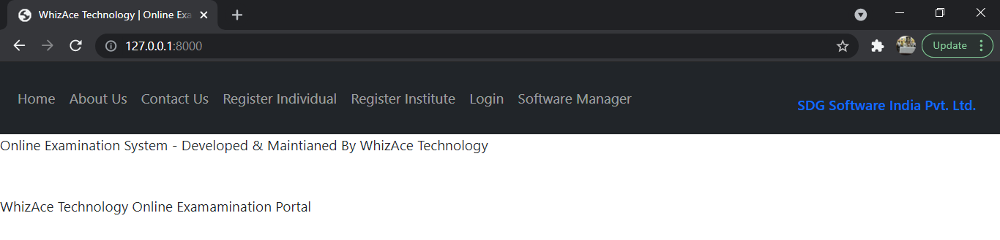 WhizAce Technology | Online Exa
127.0.0.1:8000
Update
Home About Us Contact Us Register Individual Register Institute Login Software Manager
SDG Software India Pvt. Ltd.
Online Examination System - Developed & Maintianed By WhizAce Technology
WhizAce Technology Online Examamination Portal